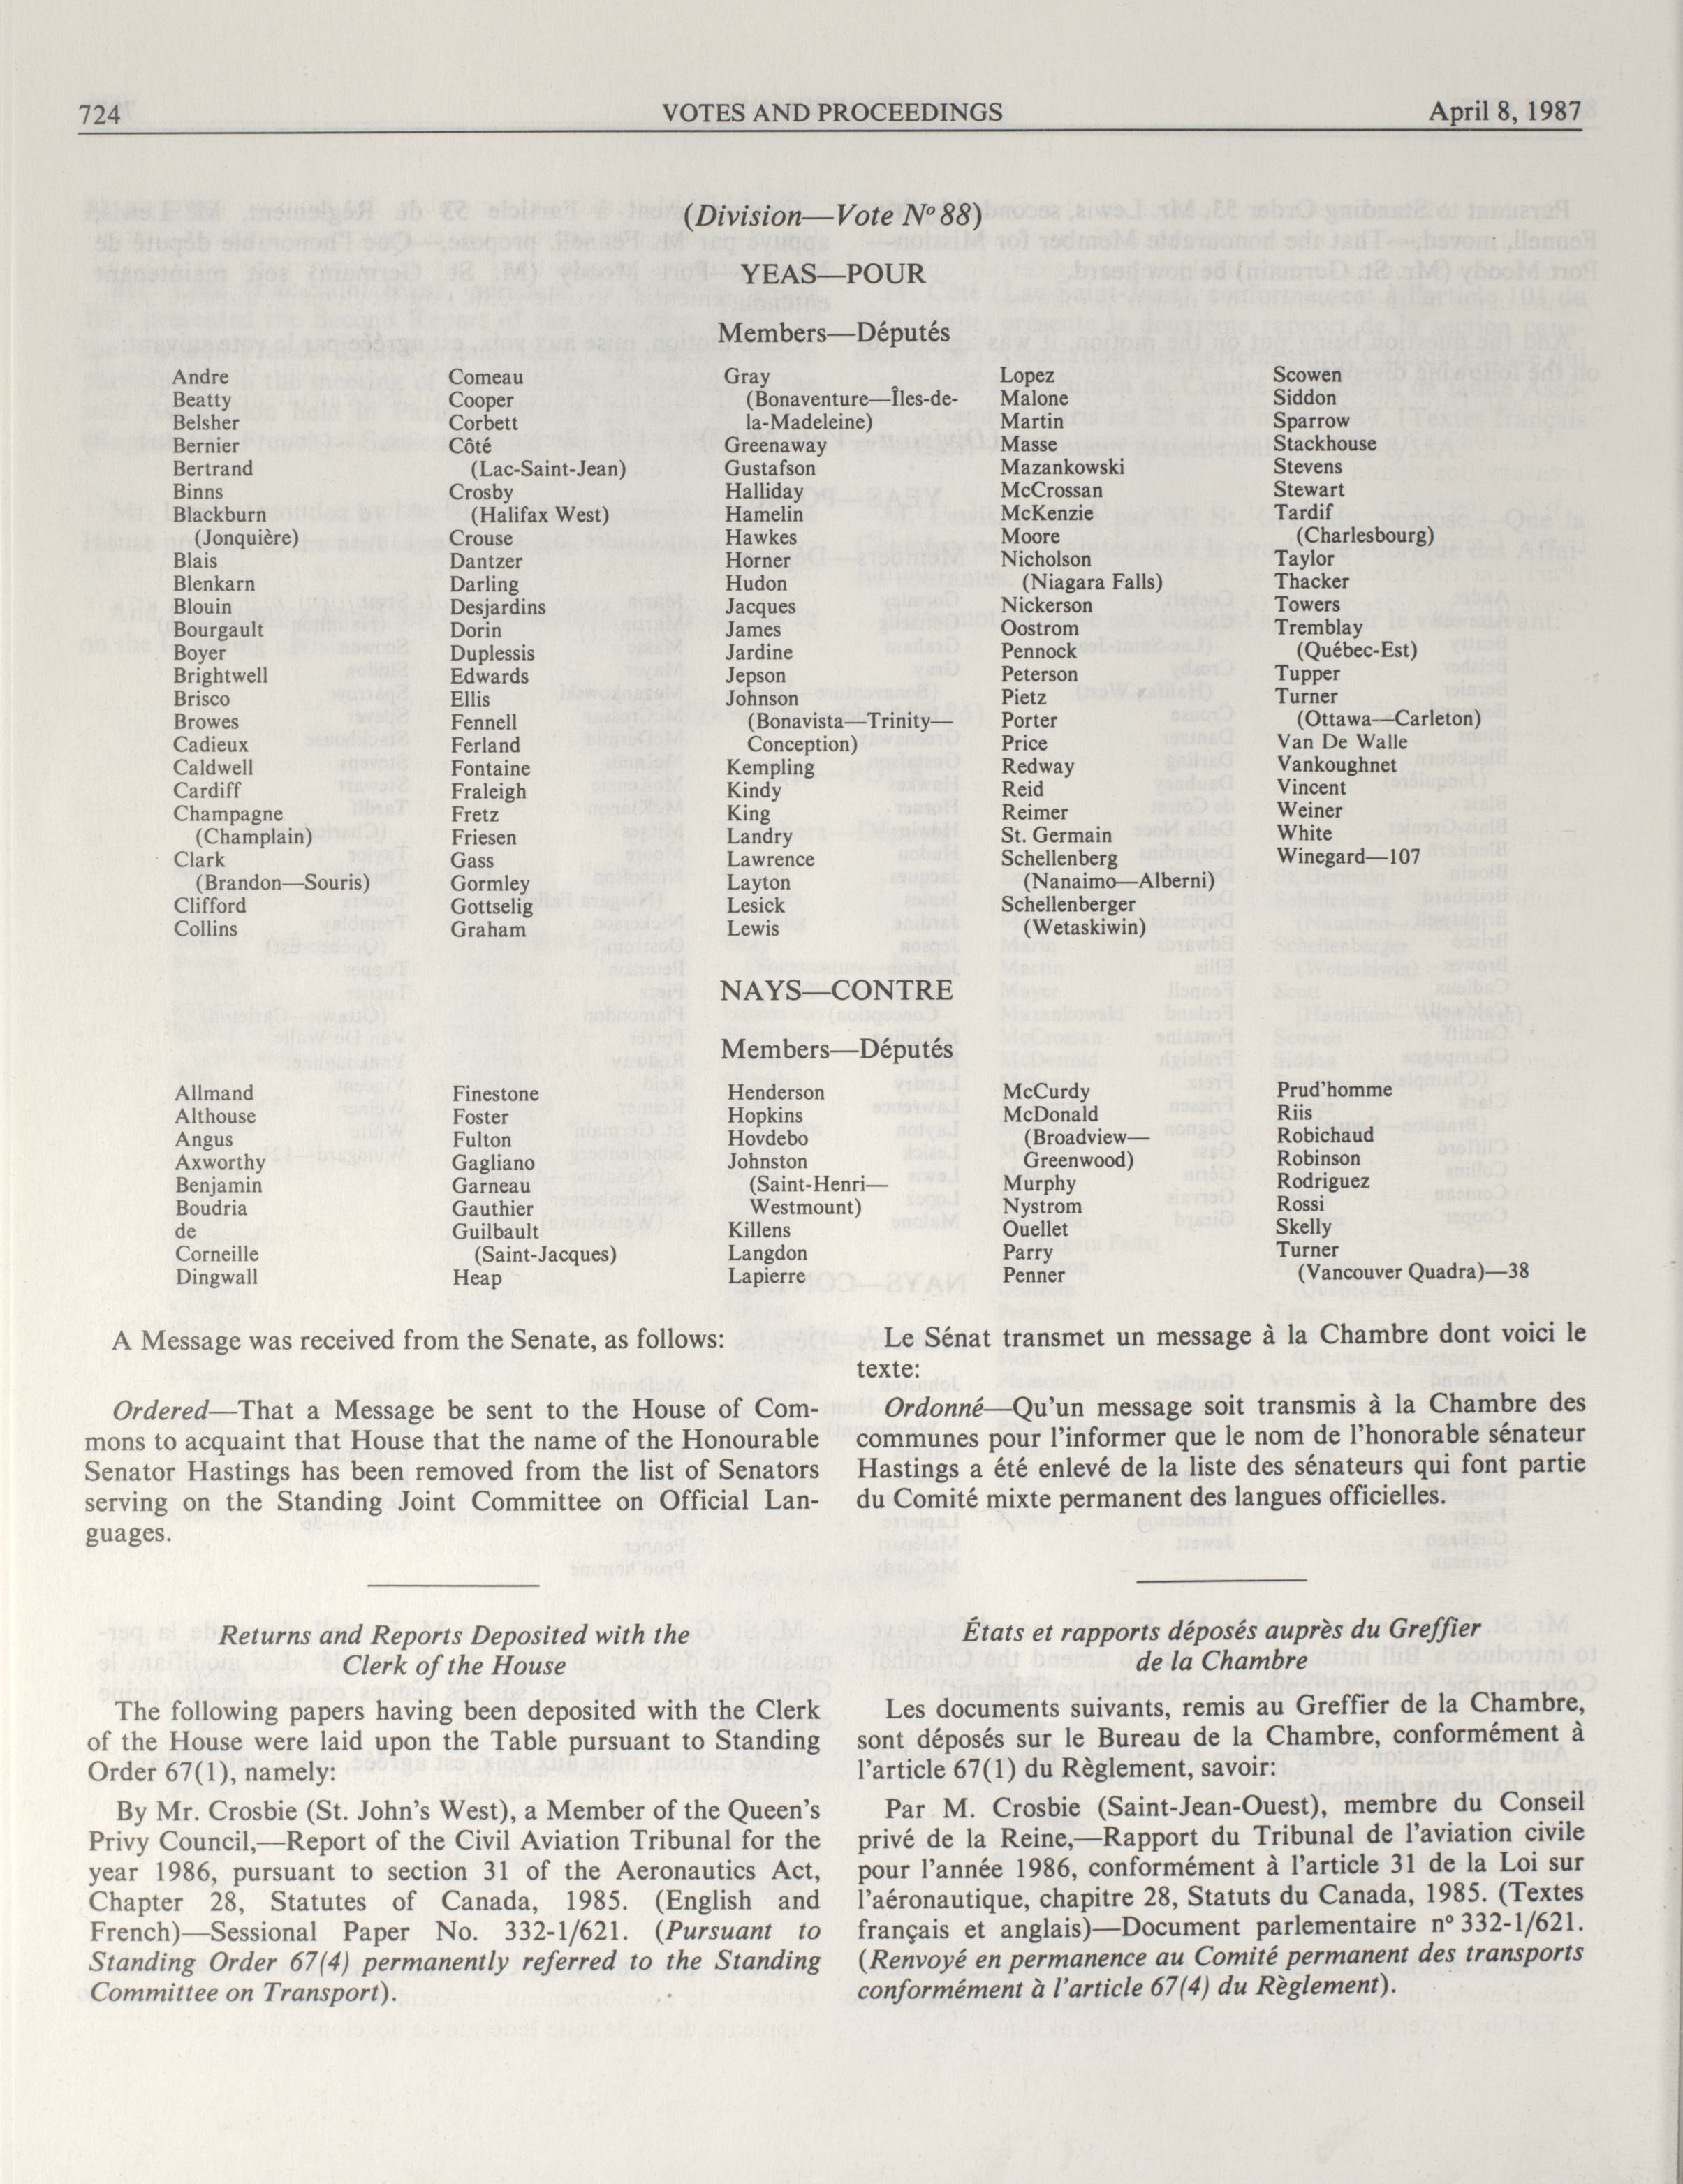 724
VOTES AND PROCEEDINGS
April 8, 1987
(Division—Vote Nº 88)
YEAS—POUR
Members—Députés
Andre
Beatty
Belsher
Bernier
Bertrand
Binns
Blackburn
(Jonquière)
Blais
Blenkarn
Blouin
Bourgault
Boyer
Brightwell
Brisco
Browes
Cadieux
Caldwell
Cardiff
Champagne
(Champlain)
Clark
(Brandon—Souris)
Clifford
Collins
Comeau
Cooper
Corbett
Côté
(Lac-Saint-Jean)
Crosby
(Halifax West)
Crouse
Dantzer
Darling
Desjardins
Dorin
Duplessis
Edwards
Ellis
Fennell
Ferland
Fontaine
Fraleigh
Fretz
Friesen
Gass
Gormley
Gottselig
Graham
Gray
(Bonaventure—Îles-de-
la-Madeleine)
Greenaway
Gustafson
Halliday
Hamelin
Hawkes
Horner
Hudon
Jacques
James
Jardine
Jepson
Johnson
(Bonavista—Trinity—
Conception)
Kempling
Kindy
King
Landry
Lawrence
Layton
Lesick
Lewis
Lopez
Malone
Martin
Masse
Mazankowski
McCrossan
McKenzie
Moore
Nicholson
(Niagara Falls)
Nickerson
Oostrom
Pennock
Peterson
Pietz
Porter
Price
Redway
Reid
Reimer
St. Germain
Schellenberg
(Nanaimo—Alberni)
Schellenberger
(Wetaskiwin)
Scowen
Siddon
Sparrow
Stackhouse
Stevens
Stewart
Tardif
(Charlesbourg)
Taylor
Thacker
Towers
Tremblay
(Québec-Est)
Tupper
Turner
(Ottawa—Carleton)
Van De Walle
Vankoughnet
Vincent
Weiner
White
Winegard—107
NAYS—CONTRE
Members—Députés
Allmand
Althouse
Angus
Axworthy
Benjamin
Boudria
de
Corneille
Dingwall
Finestone
Foster
Fulton
Gagliano
Garneau
Gauthier
Guilbault
(Saint-Jacques)
Heap
Henderson
Hopkins
Hovdebo
Johnston
(Saint-Henri—
Westmount)
Killens
Langdon
Lapierre
McCurdy
McDonald
(Broadview—
Greenwood)
Murphy
Nystrom
Ouellet
Parry
Penner
Prud'homme
Riis
Robichaud
Robinson
Rodriguez
Rossi
Skelly
Turner
(Vancouver Quadra)—38
A Message was received from the Senate, as follows:
Ordered—That a Message be sent to the House of Com-
mons to acquaint that House that the name of the Honourable
Senator Hastings has been removed from the list of Senators
serving on the Standing Joint Committee on Official Lan-
guages.
Le Sénat transmet un message à la Chambre dont voici le
texte:
Ordonné—Qu'un message soit transmis à la Chambre des
communes pour l'informer que le nom de l'honorable sénateur
Hastings a été enlevé de la liste des sénateurs qui font partie
du Comité mixte permanent des langues officielles.
Returns and Reports Deposited with the
Clerk of the House
The following papers having been deposited with the Clerk
of the House were laid upon the Table pursuant to Standing
Order 67(1), namely:
By Mr. Crosbie (St. John's West), a Member of the Queen's
Privy Council,—Report of the Civil Aviation Tribunal for the
year 1986, pursuant to section 31 of the Aeronautics Act,
Chapter 28, Statutes of Canada, 1985. (English and
French)—Sessional Paper No. 332-1/621. (Pursuant to
Standing Order 67(4) permanently referred to the Standing
Committee on Transport).
États et rapports déposés auprès du Greffier
de la Chambre
Les documents suivants, remis au Greffier de la Chambre,
sont déposés sur le Bureau de la Chambre, conformément à
l'article 67(1) du Règlement, savoir:
Par M. Crosbie (Saint-Jean-Ouest), membre du Conseil
privé de la Reine,—Rapport du Tribunal de l'aviation civile
pour l'année 1986, conformément à l'article 31 de la Loi sur
l'aéronautique, chapitre 28, Statuts du Canada, 1985. (Textes
français et anglais)—Document parlementaire nº 332-1/621.
(Renvoyé en permanence au Comité permanent des transports
conformément à l'article 67(4) du Règlement).